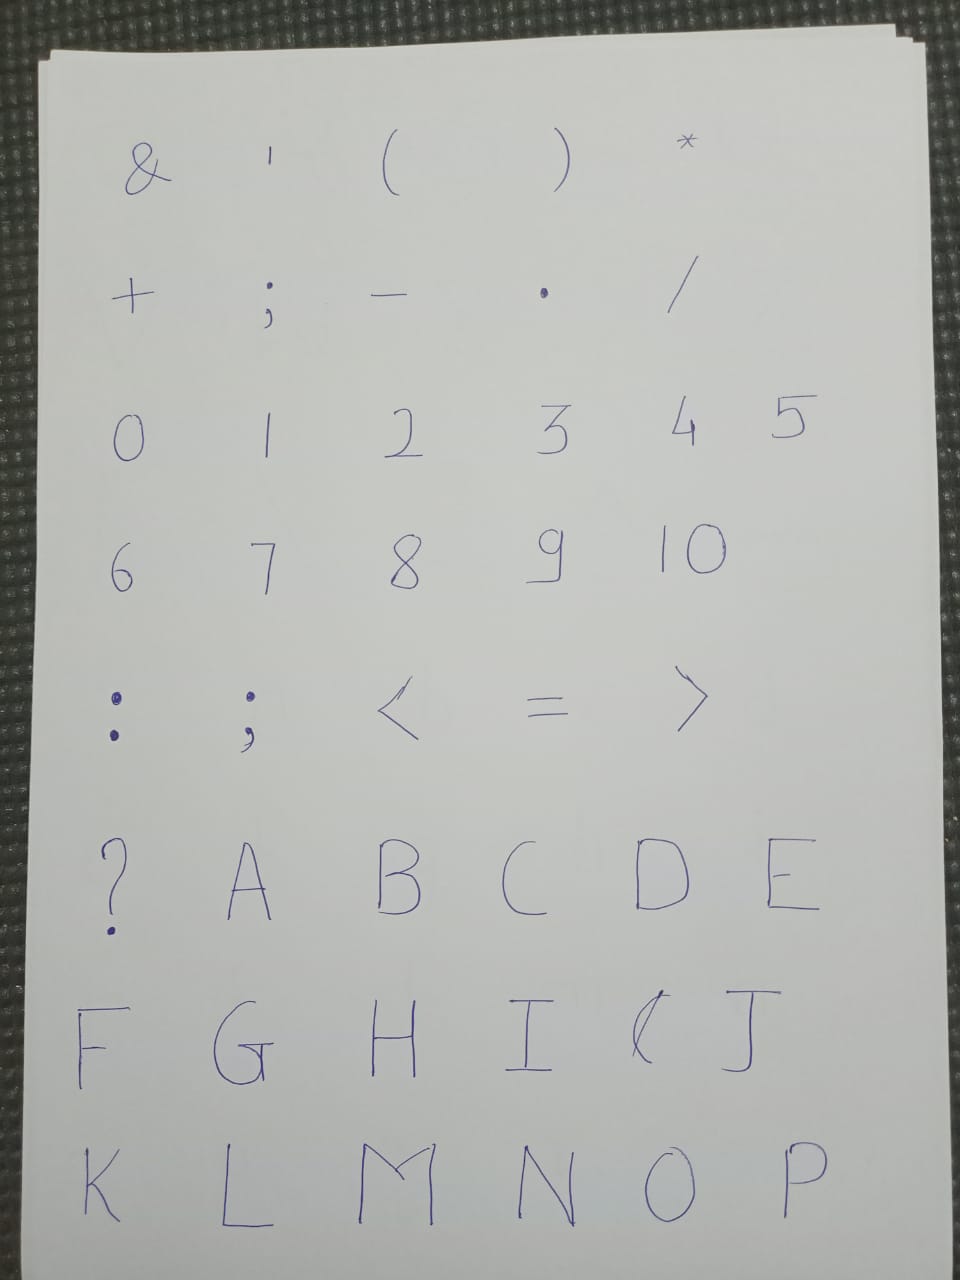 & ' ( ) *
+ ; - . /
0 1 2 3 4 5
6 7 8 9 10
: ; < = >
? A B C D E
F G H I J
K L M N O P